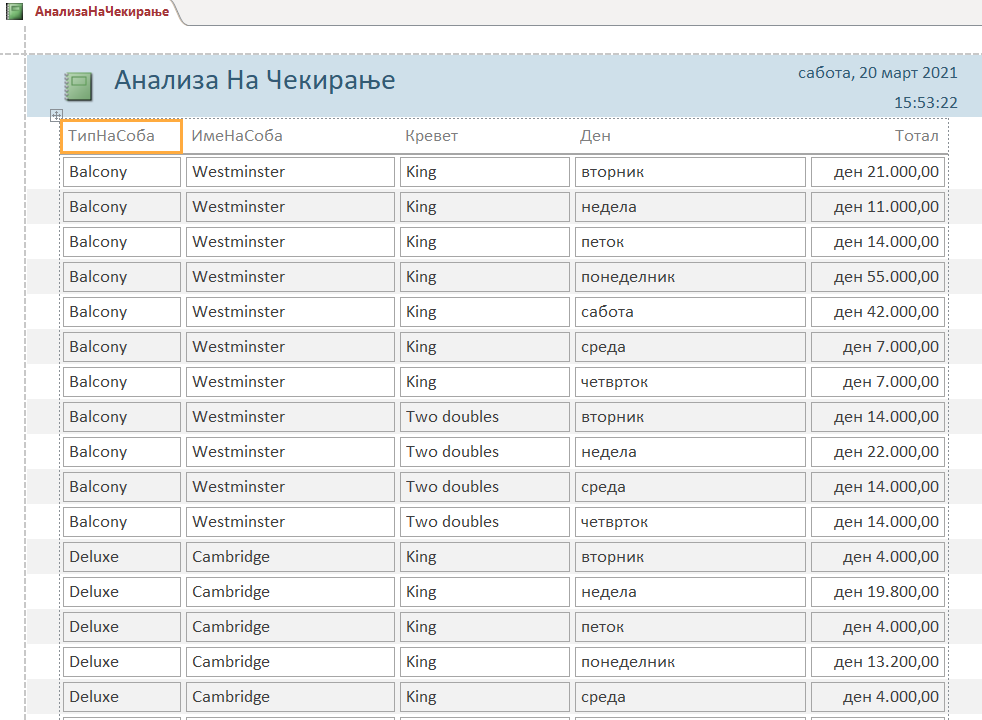 АнализаНаЧекирање
Анализа На Чекирање
сабота, 20 март 2021
15:53:22
ТипНаСоба ИмеНаСоба Кревет Ден Тотал
Balcony Westminster King вторник ден 21.000,00
Balcony Westminster King недела ден 11.000,00
Balcony Westminster King петок ден 14.000,00
Balcony Westminster King понеделник ден 55.000,00
Balcony Westminster King сабота ден 42.000,00
Balcony Westminster King среда ден 7.000,00
Balcony Westminster King четврток ден 7.000,00
Balcony Westminster Two doubles вторник ден 14.000,00
Balcony Westminster Two doubles недела ден 22.000,00
Balcony Westminster Two doubles среда ден 14.000,00
Balcony Westminster Two doubles четврток ден 14.000,00
Deluxe Cambridge King вторник ден 4.000,00
Deluxe Cambridge King недела ден 19.800,00
Deluxe Cambridge King петок ден 4.000,00
Deluxe Cambridge King понеделник ден 13.200,00
Deluxe Cambridge King среда ден 4.000,00